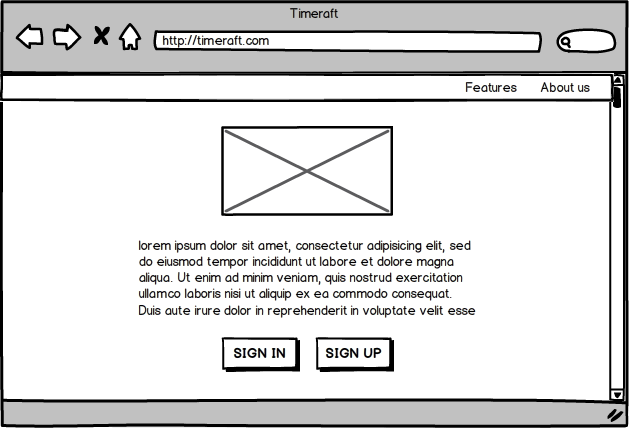 Timeraft
http://timeraft.com
Features About us
lorem ipsum dolor sit amet, consectetur adipisicing elit, sed
do eiusmod tempor incididunt ut labore et dolore magna
aliqua. Ut enim ad minim veniam, quis nostrud exercitation
ullamco laboris nisi ut aliquip ex ea commodo consequat.
Duis aute irure dolor in reprehenderit in voluptate velit esse
SIGN IN SIGN UP